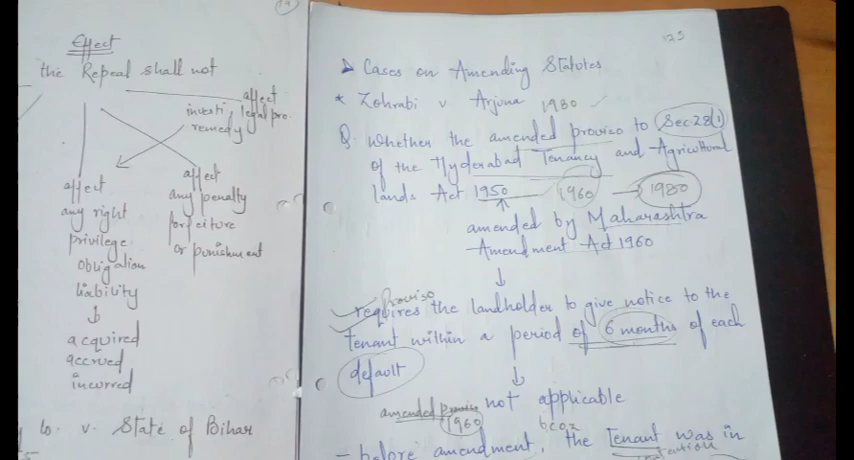 Effect
the Repeal shall not
affect
legal pro.
investi
remedy
affect
any right
privilege
obligation
liability
acquired
accrued
incurred
affect
any penalty
forfeiture
or punishment
Co. v. State of Bihar
123
Cases on Amending Statutes
* Zohrabi v Arjuna 1980
Q. Whether the amended proviso to Sec.28(1)
of the Hyderabad Tenancy and Agricultural
lands Act 1950 1960 → 1980
amended by Maharashtra
Amendment Act 1960
Proviso
requires the landholder to give notice to the
tenant within a period of 6 months of each
default
amended proviso not applicable
1960 bcoz
- before amendment, the Tenant was in